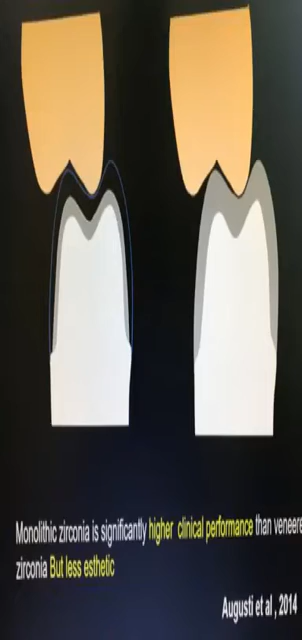 Monolithic zirconia is significantly higher clinical performance than veneere
zirconia But less esthetic
Augusti et al , 2014